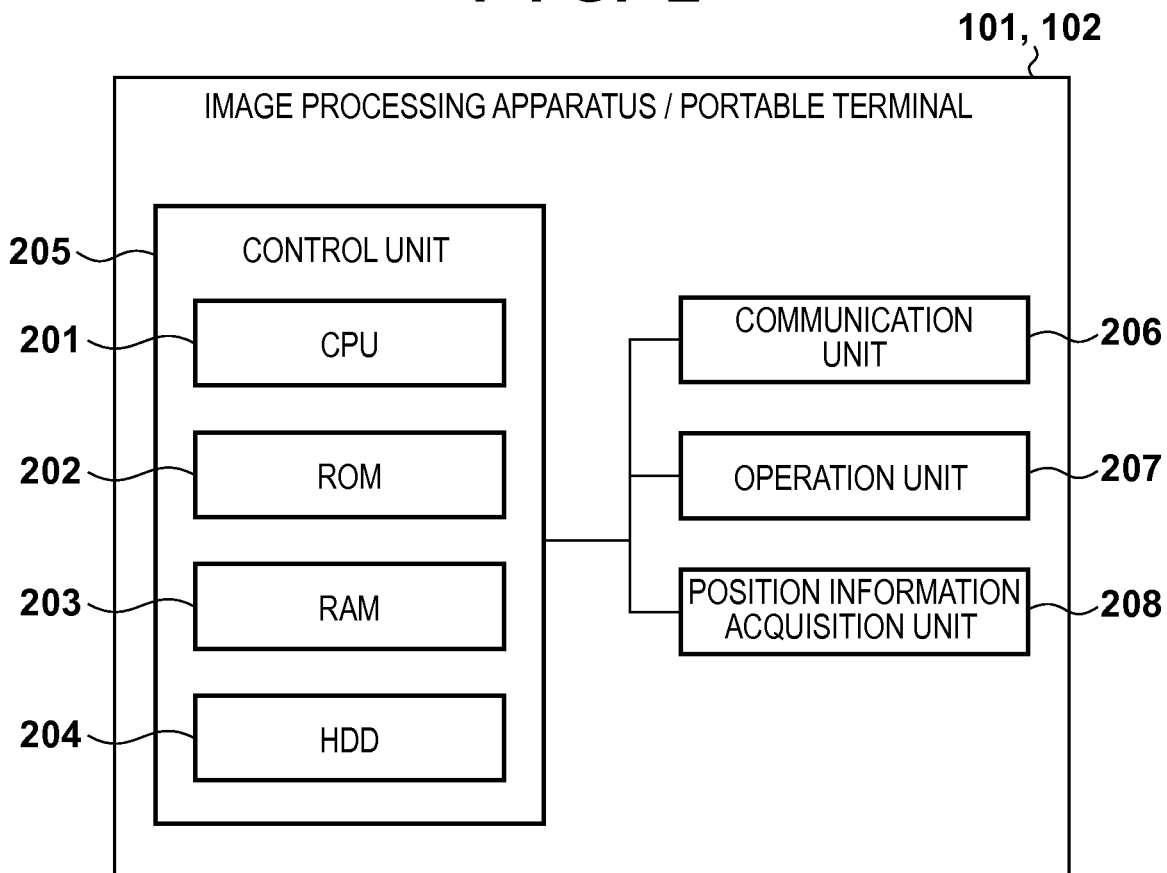 101, 102
IMAGE PROCESSING APPARATUS / PORTABLE TERMINAL
205
CONTROL UNIT
201
CPU
202
ROM
203
RAM
204
HDD
COMMUNICATION
UNIT
206
OPERATION UNIT
207
POSITION INFORMATION
ACQUISITION UNIT
208